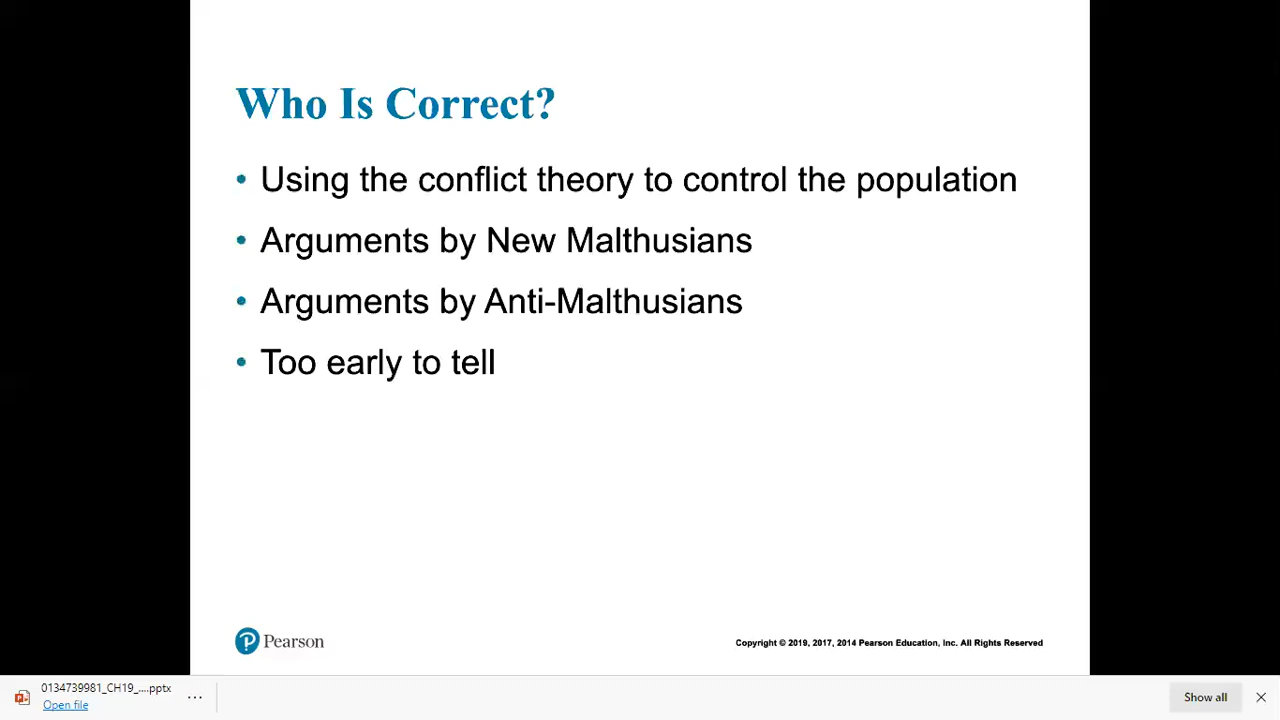 Who Is Correct?
• Using the conflict theory to control the population
• Arguments by New Malthusians
• Arguments by Anti-Malthusians
• Too early to tell
P Pearson
Copyright © 2019, 2017, 2014 Pearson Education, Inc. All Rights Reserved
0134739981_CH19_....pptx
Open file
Show all